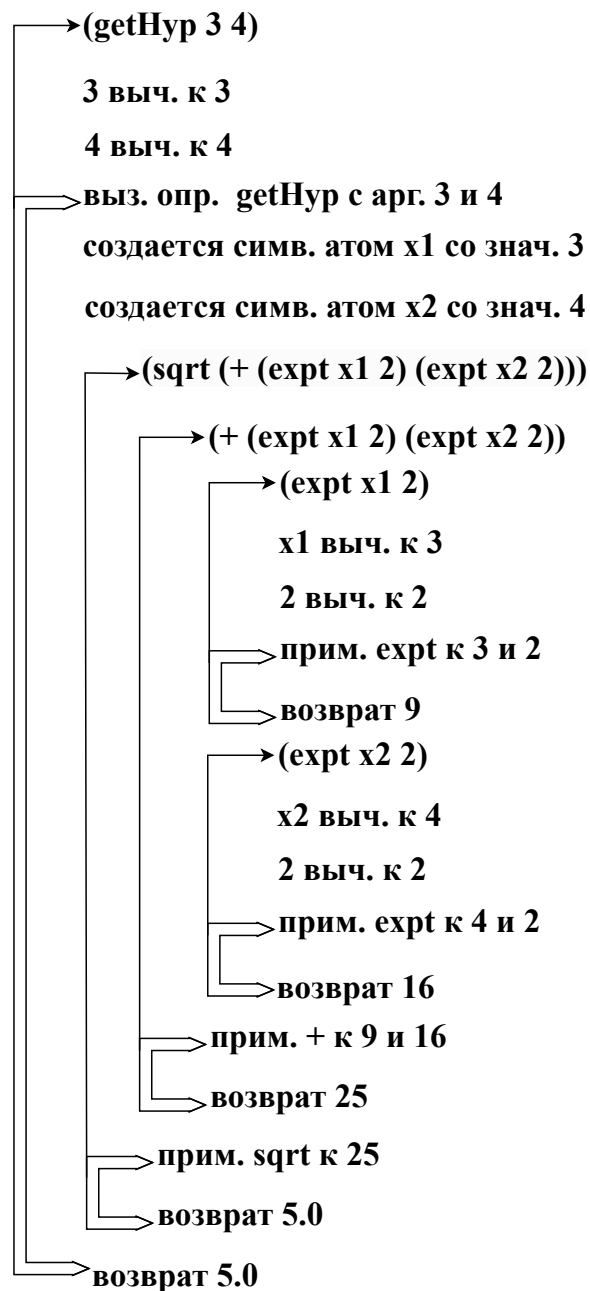 (getHyp 3 4)
3 выч. к 3
4 выч. к 4
выз. опр. getHyp с арг. 3 и 4
создается симв. атом x1 со знач. 3
создается симв. атом x2 со знач. 4
(sqrt (+ (expt x1 2) (expt x2 2)))
(+ (expt x1 2) (expt x2 2))
(expt x1 2)
x1 выч. к 3
2 выч. к 2
прим. expt к 3 и 2
возврат 9
(expt x2 2)
x2 выч. к 4
2 выч. к 2
прим. expt к 4 и 2
возврат 16
прим. + к 9 и 16
возврат 25
прим. sqrt к 25
возврат 5.0
возврат 5.0